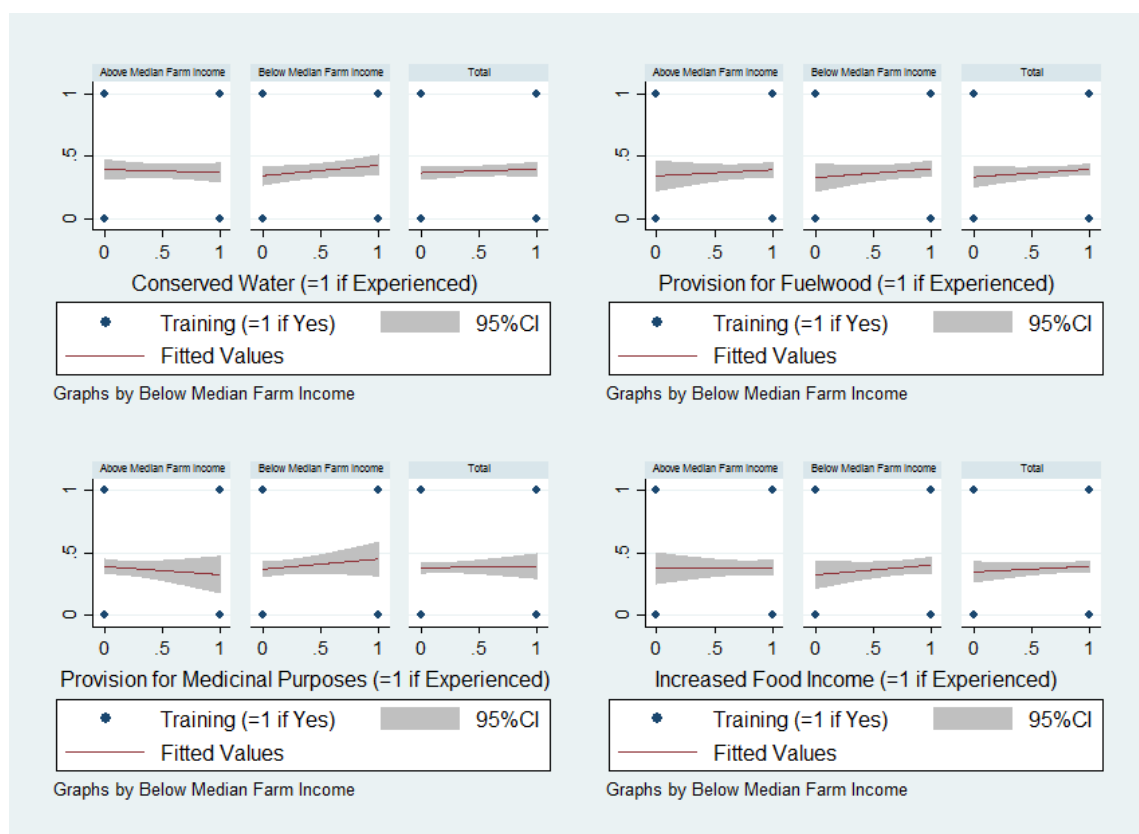 Above Median Farm Income Below Median Farm Income Total
1
.5
0
0 .5 1 0 .5 1 0 .5 1
Conserved Water (=1 if Experienced)
Training (=1 if Yes) 95%CI
Fitted Values
Graphs by Below Median Farm Income
Above Median Farm Income Below Median Farm Income Total
1
.5
0
0 .5 1 0 .5 1 0 .5 1
Provision for Fuelwood (=1 if Experienced)
Training (=1 if Yes) 95%CI
Fitted Values
Graphs by Below Median Farm Income
Above Median Farm Income Below Median Farm Income Total
1
.5
0
0 .5 1 0 .5 1 0 .5 1
Provision for Medicinal Purposes (=1 if Experienced)
Training (=1 if Yes) 95%CI
Fitted Values
Graphs by Below Median Farm Income
Above Median Farm Income Below Median Farm Income Total
1
.5
0
0 .5 1 0 .5 1 0 .5 1
Increased Food Income (=1 if Experienced)
Training (=1 if Yes) 95%CI
Fitted Values
Graphs by Below Median Farm Income